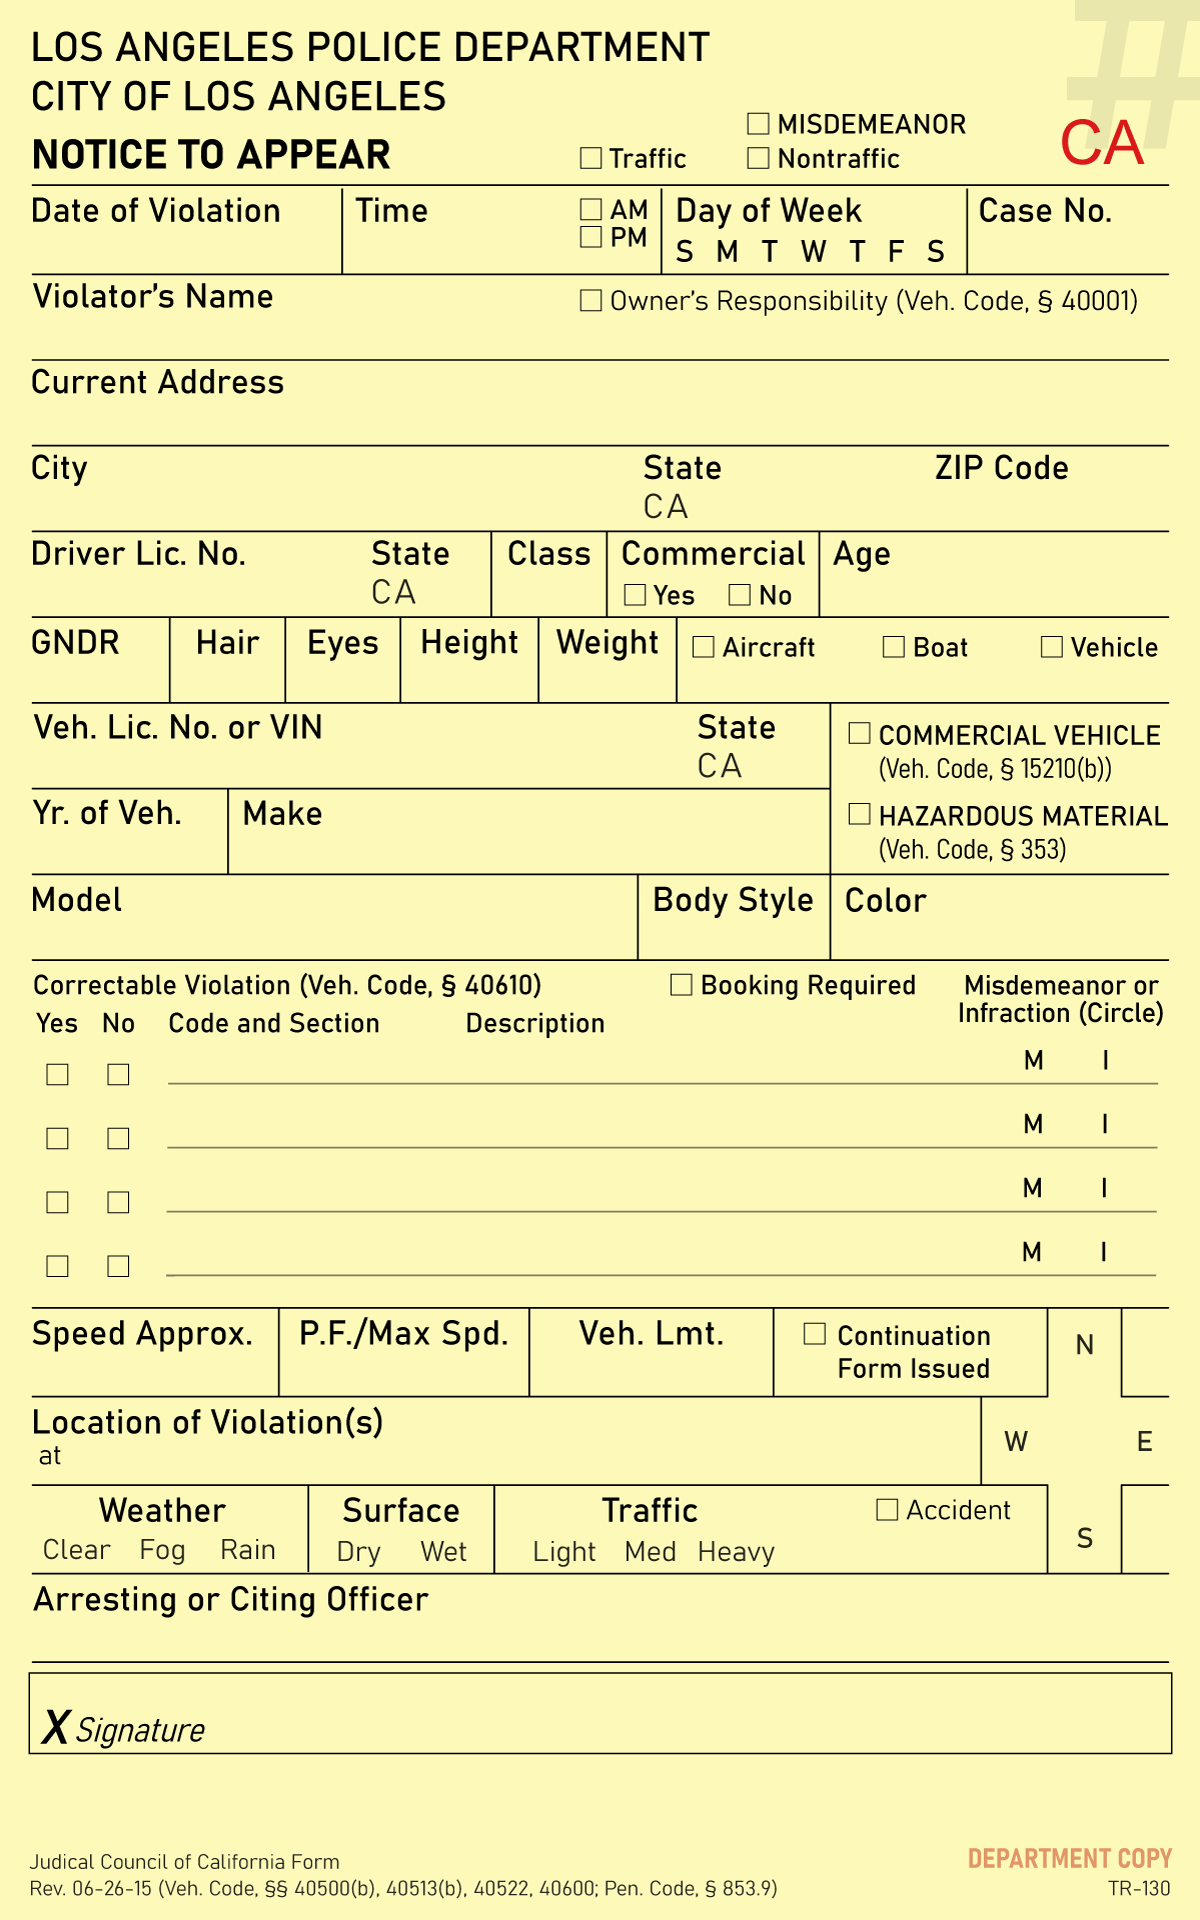 LOS ANGELES POLICE DEPARTMENT
CITY OF LOS ANGELES
NOTICE TO APPEAR
#
MISDEMEANOR
Traffic Nontraffic
CA
Date of Violation Time AM PM Day of Week Case No.
S M T W T F S
Violator's Name Owner's Responsibility (Veh. Code, § 40001)
Current Address
City State ZIP Code
CA
Driver Lic. No. State Class Commercial Age
CA Yes No
GNDR Hair Eyes Height Weight Aircraft Boat Vehicle
Veh. Lic. No. or VIN State
CA
COMMERCIAL VEHICLE
(Veh. Code, § 15210(b))
Yr. of Veh. Make
HAZARDOUS MATERIAL
(Veh. Code, § 353)
Model Body Style Color
Correctable Violation (Veh. Code, § 40610) Booking Required Misdemeanor or
Infraction (Circle)
Yes No Code and Section Description
M I
M I
M I
M I
Speed Approx. P.F./Max Spd. Veh. Lmt. Continuation
Form Issued
N
Location of Violation(s)
at
W E
Weather Surface Traffic Accident
Clear Fog Rain Dry Wet Light Med Heavy
S
Arresting or Citing Officer
X Signature
Judical Council of California Form
DEPARTMENT COPY
Rev. 06-26-15 (Veh. Code, §§ 40500(b), 40513(b), 40522, 40600; Pen. Code, § 853.9)
TR-130